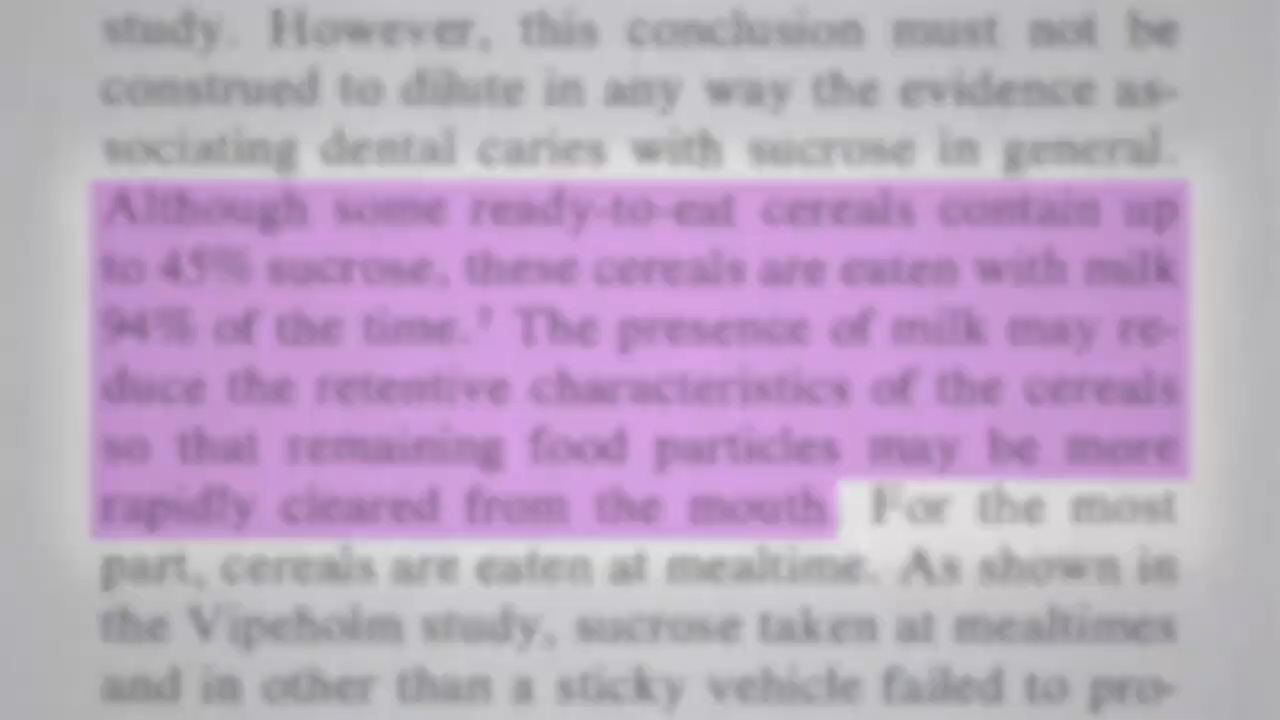 study. However, this conclusion must not be
construed to dilute in any way the evidence as-
sociating dental caries with sucrose in general.
Although some ready-to-eat cereals contain up
to 45% sucrose, these cereals are eaten with milk
94% of the time. The presence of milk may re-
duce the retentive characteristics of the cereals
so that remaining food particles may be more
rapidly cleared from the mouth. For the most
part, cereals are eaten at mealtime. As shown in
the Vipeholm study, sucrose taken at mealtimes
and in other than a sticky vehicle failed to pro-